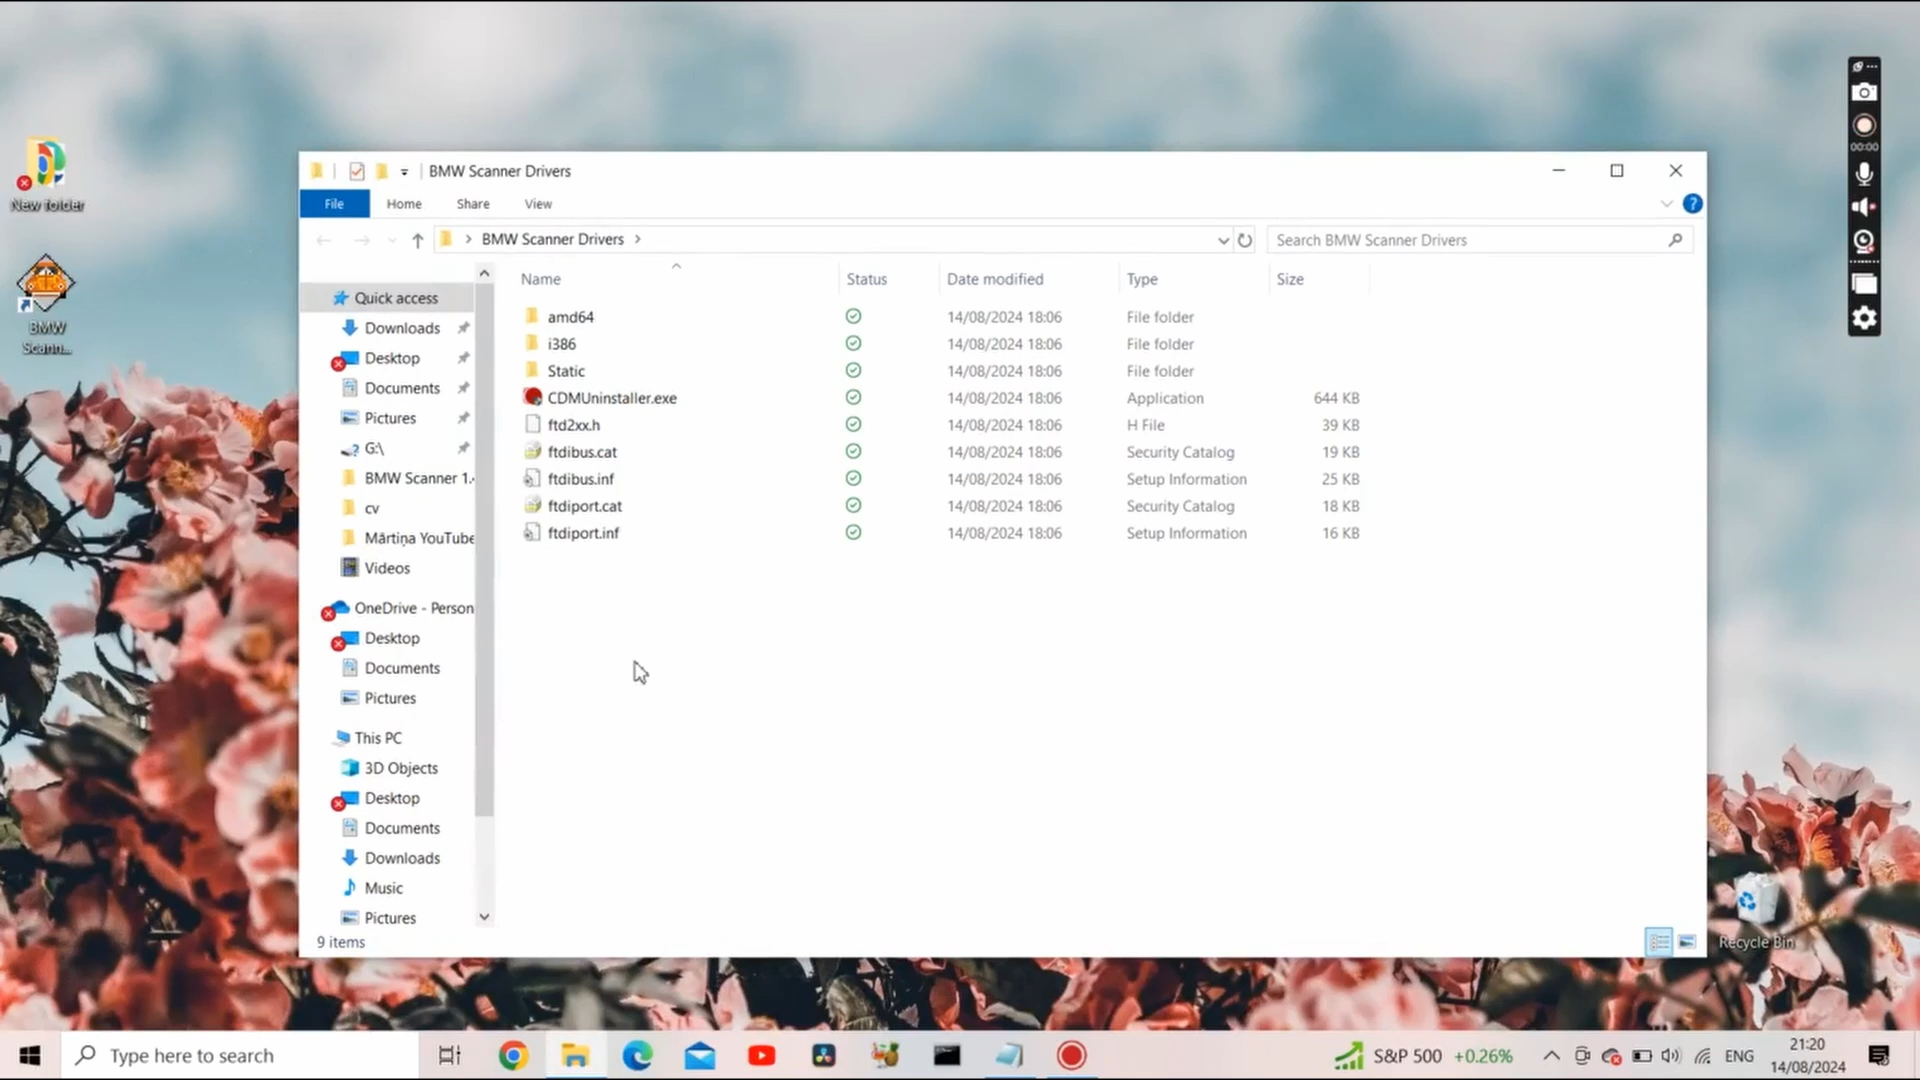 New folder
BMW
Scann...
BMW Scanner Drivers
File
Home
Share
View
BMW Scanner Drivers
Search BMW Scanner Drivers
Name
Status
Date modified
Type
Size
amd64
14/08/2024 18:06
File folder
i386
14/08/2024 18:06
File folder
Static
14/08/2024 18:06
File folder
CDMUninstaller.exe
14/08/2024 18:06
Application
644 KB
ftd2xx.h
14/08/2024 18:06
H File
39 KB
ftdibus.cat
14/08/2024 18:06
Security Catalog
19 KB
ftdibus.inf
14/08/2024 18:06
Setup Information
25 KB
ftdiport.cat
14/08/2024 18:06
Security Catalog
18 KB
ftdiport.inf
14/08/2024 18:06
Setup Information
16 KB
Quick access
Downloads
Desktop
Documents
Pictures
G:\
BMW Scanner 1.
cv
Mārtiņa YouTube
Videos
OneDrive - Person
Desktop
Documents
Pictures
This PC
3D Objects
Desktop
Documents
Downloads
Music
Pictures
9 items
00:00
Recycle Bin
Type here to search
S&P 500 +0.26%
ENG
21:20
14/08/2024